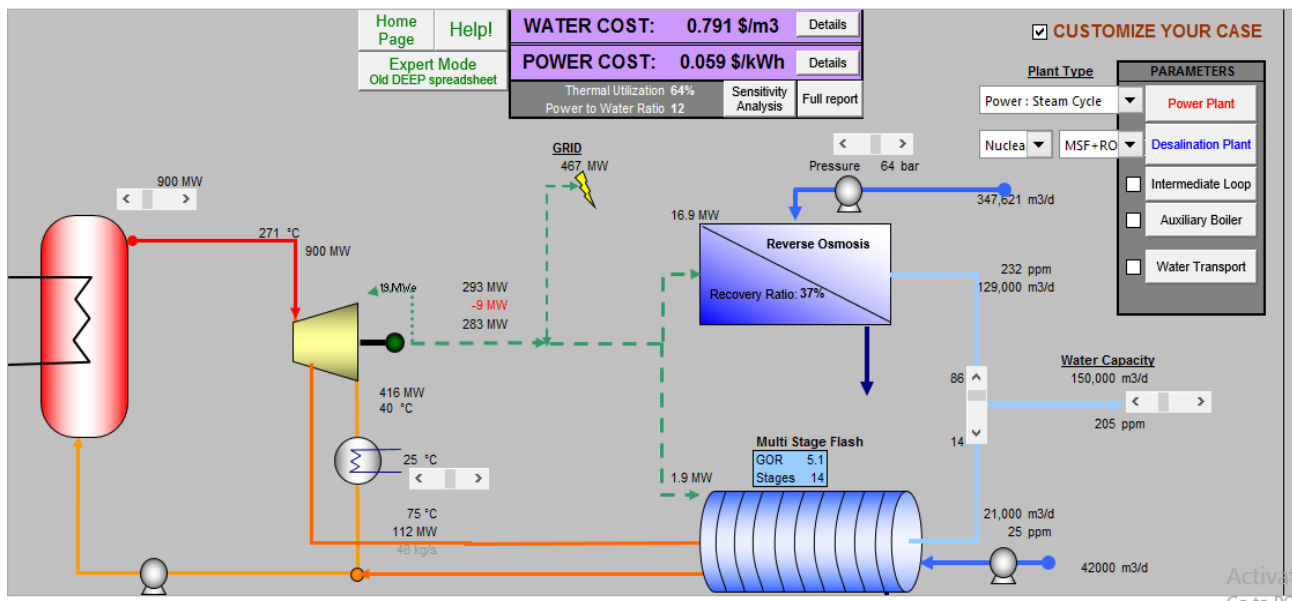 Home
Page
Help!
Expert Mode
Old DEEP spreadsheet
WATER COST: 0.791 $/m3 Details
POWER COST: 0.059 $/kWh Details
Thermal Utilization 64%
Power to Water Ratio 12
Sensitivity
Analysis
Full report
CUSTOMIZE YOUR CASE
Plant Type
PARAMETERS
Power : Steam Cycle
Power Plant
Nuclea
MSF+RO
Desalination Plant
Intermediate Loop
Auxiliary Boiler
Water Transport
GRID
467 MW
Pressure 64 bar
347,621 m3/d
900 MW
271 °C
900 MW
16.9 MW
Reverse Osmosis
Recovery Ratio: 37%
232 ppm
129,000 m3/d
293 MW
-9 MW
283 MW
Water Capacity
150,000 m3/d
205 ppm
86
14
416 MW
40 °C
25 °C
Multi Stage Flash
GOR 5.1
Stages 14
1.9 MW
75 °C
112 MW
48 kg/s
21,000 m3/d
25 ppm
42000 m3/d